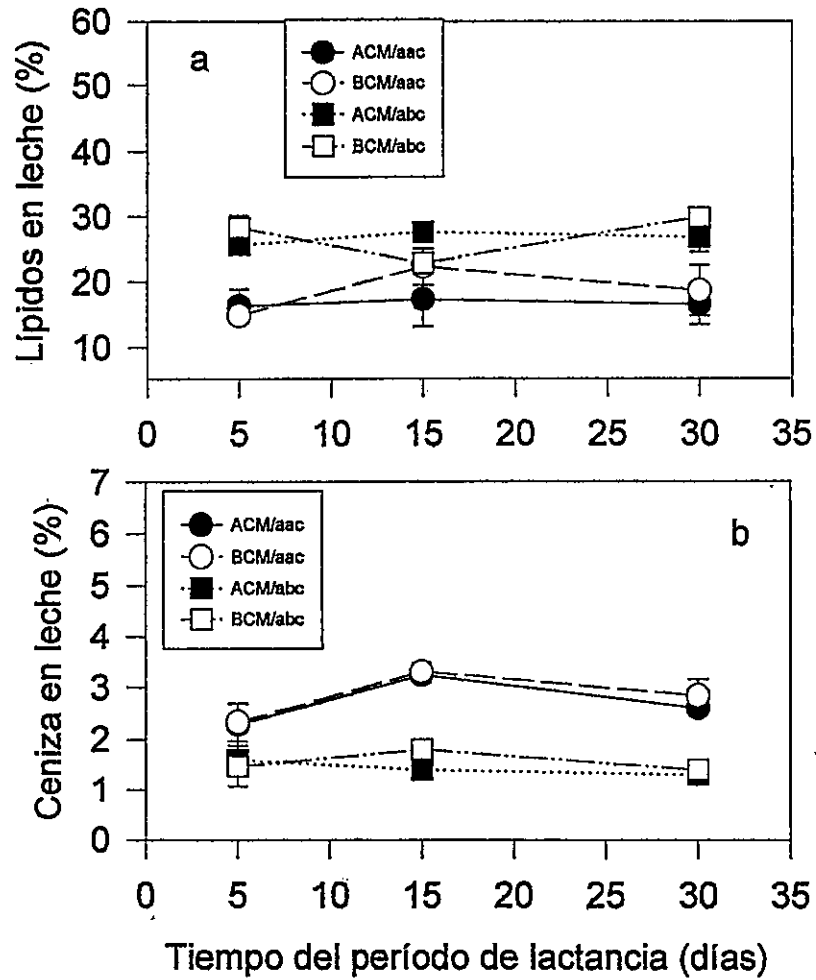 Lípidos en leche (%)
60
50
40
30
20
10
a
ACM/aac
BCM/aac
ACM/abc
BCM/abc
0 5 10 15 20 25 30 35
Ceniza en leche (%)
7
6
5
4
3
2
1
0
b
ACM/aac
BCM/aac
ACM/abc
BCM/abc
0 5 10 15 20 25 30 35
Tiempo del período de lactancia (días)